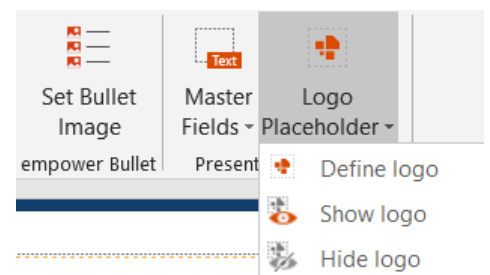 Text
Set Bullet
Image
Master
Fields
Logo
Placeholder
empower Bullet
Present
Define logo
Show logo
Hide logo